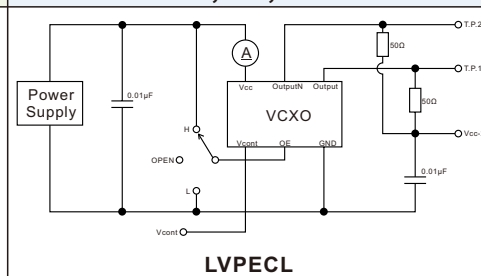 T.P.2
50Ω
A
Vcc OutputN Output
T.P.1
0.01μF
Power
Supply
50Ω
VCXO
H
Vcont OE GND
Vcc-
OPEN
0.01μF
L
Vcont
LVPECL